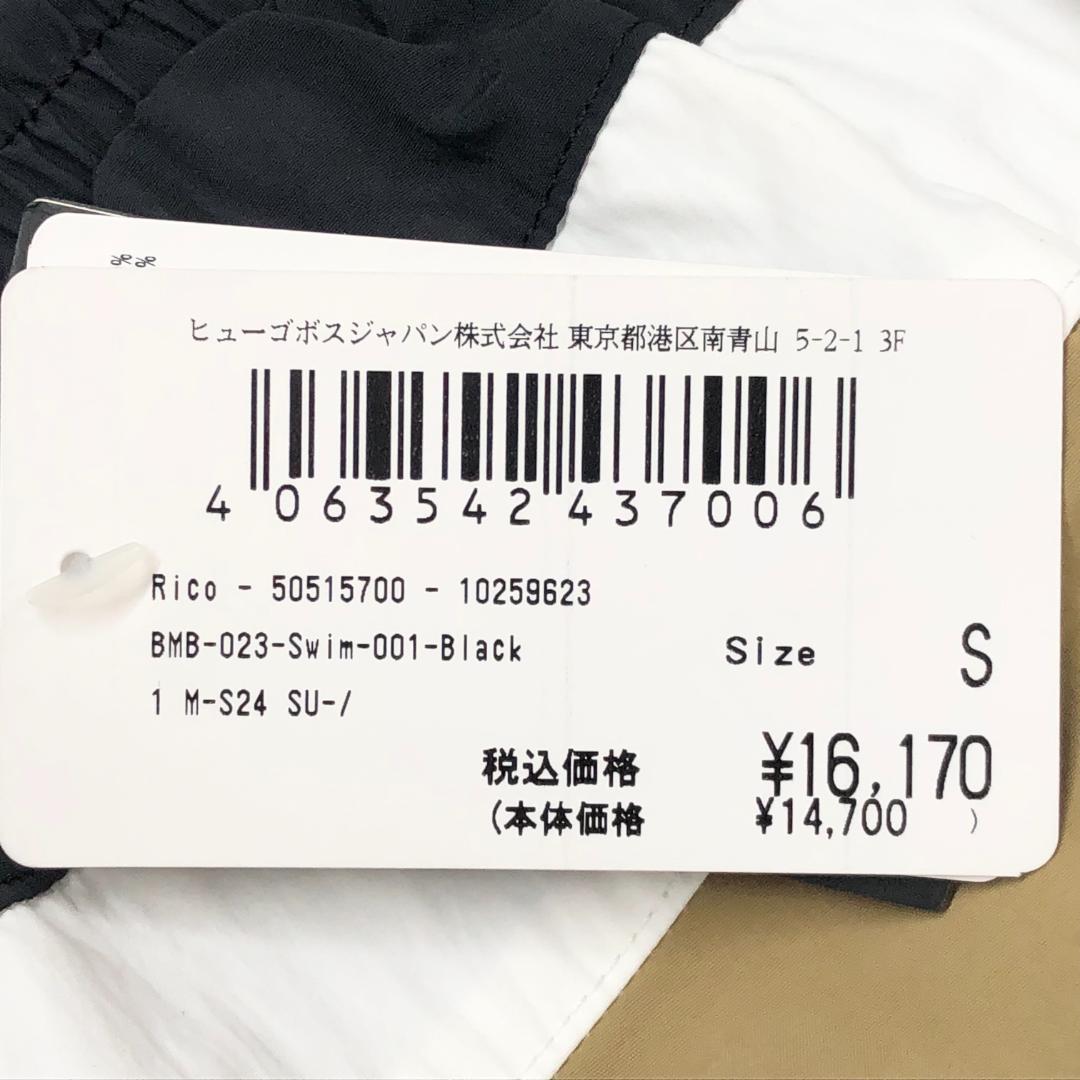 ヒューゴボスジャパン株式会社 東京都港区南青山 5-2-1 3F
4 063542 437006
Rico - 50515700 - 10259623
BMB-023-Swim-001-Black
Size S
1 M-S24 SU-/
税込価格 ¥16,170
(本体価格 ¥14,700 )